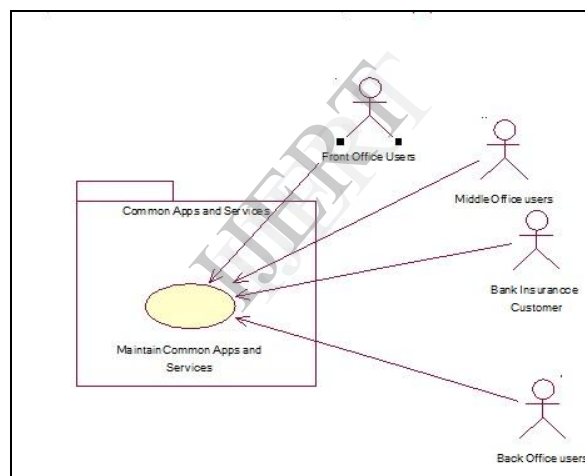 IJERT
Front Office Users
Middle Office users
Common Apps and Services
Bank Insurance
Customer
Maintain Common Apps and
Services
Back Office users